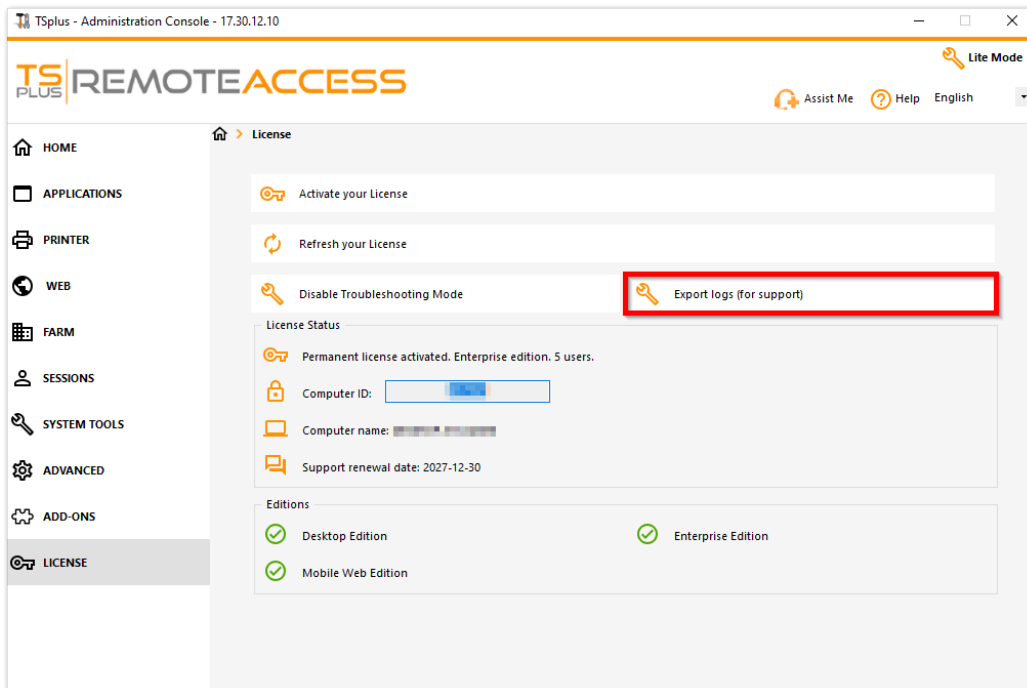 TSplus - Administration Console - 17.30.12.10
Lite Mode
TS PLUS REMOTEACCESS
Assist Me Help English
HOME
APPLICATIONS
PRINTER
WEB
FARM
SESSIONS
SYSTEM TOOLS
ADVANCED
ADD-ONS
LICENSE
License
Activate your License
Refresh your License
Disable Troubleshooting Mode Export logs (for support)
License Status
Permanent license activated. Enterprise edition. 5 users.
Computer ID:
Computer name:
Support renewal date: 2027-12-30
Editions
Desktop Edition Enterprise Edition
Mobile Web Edition